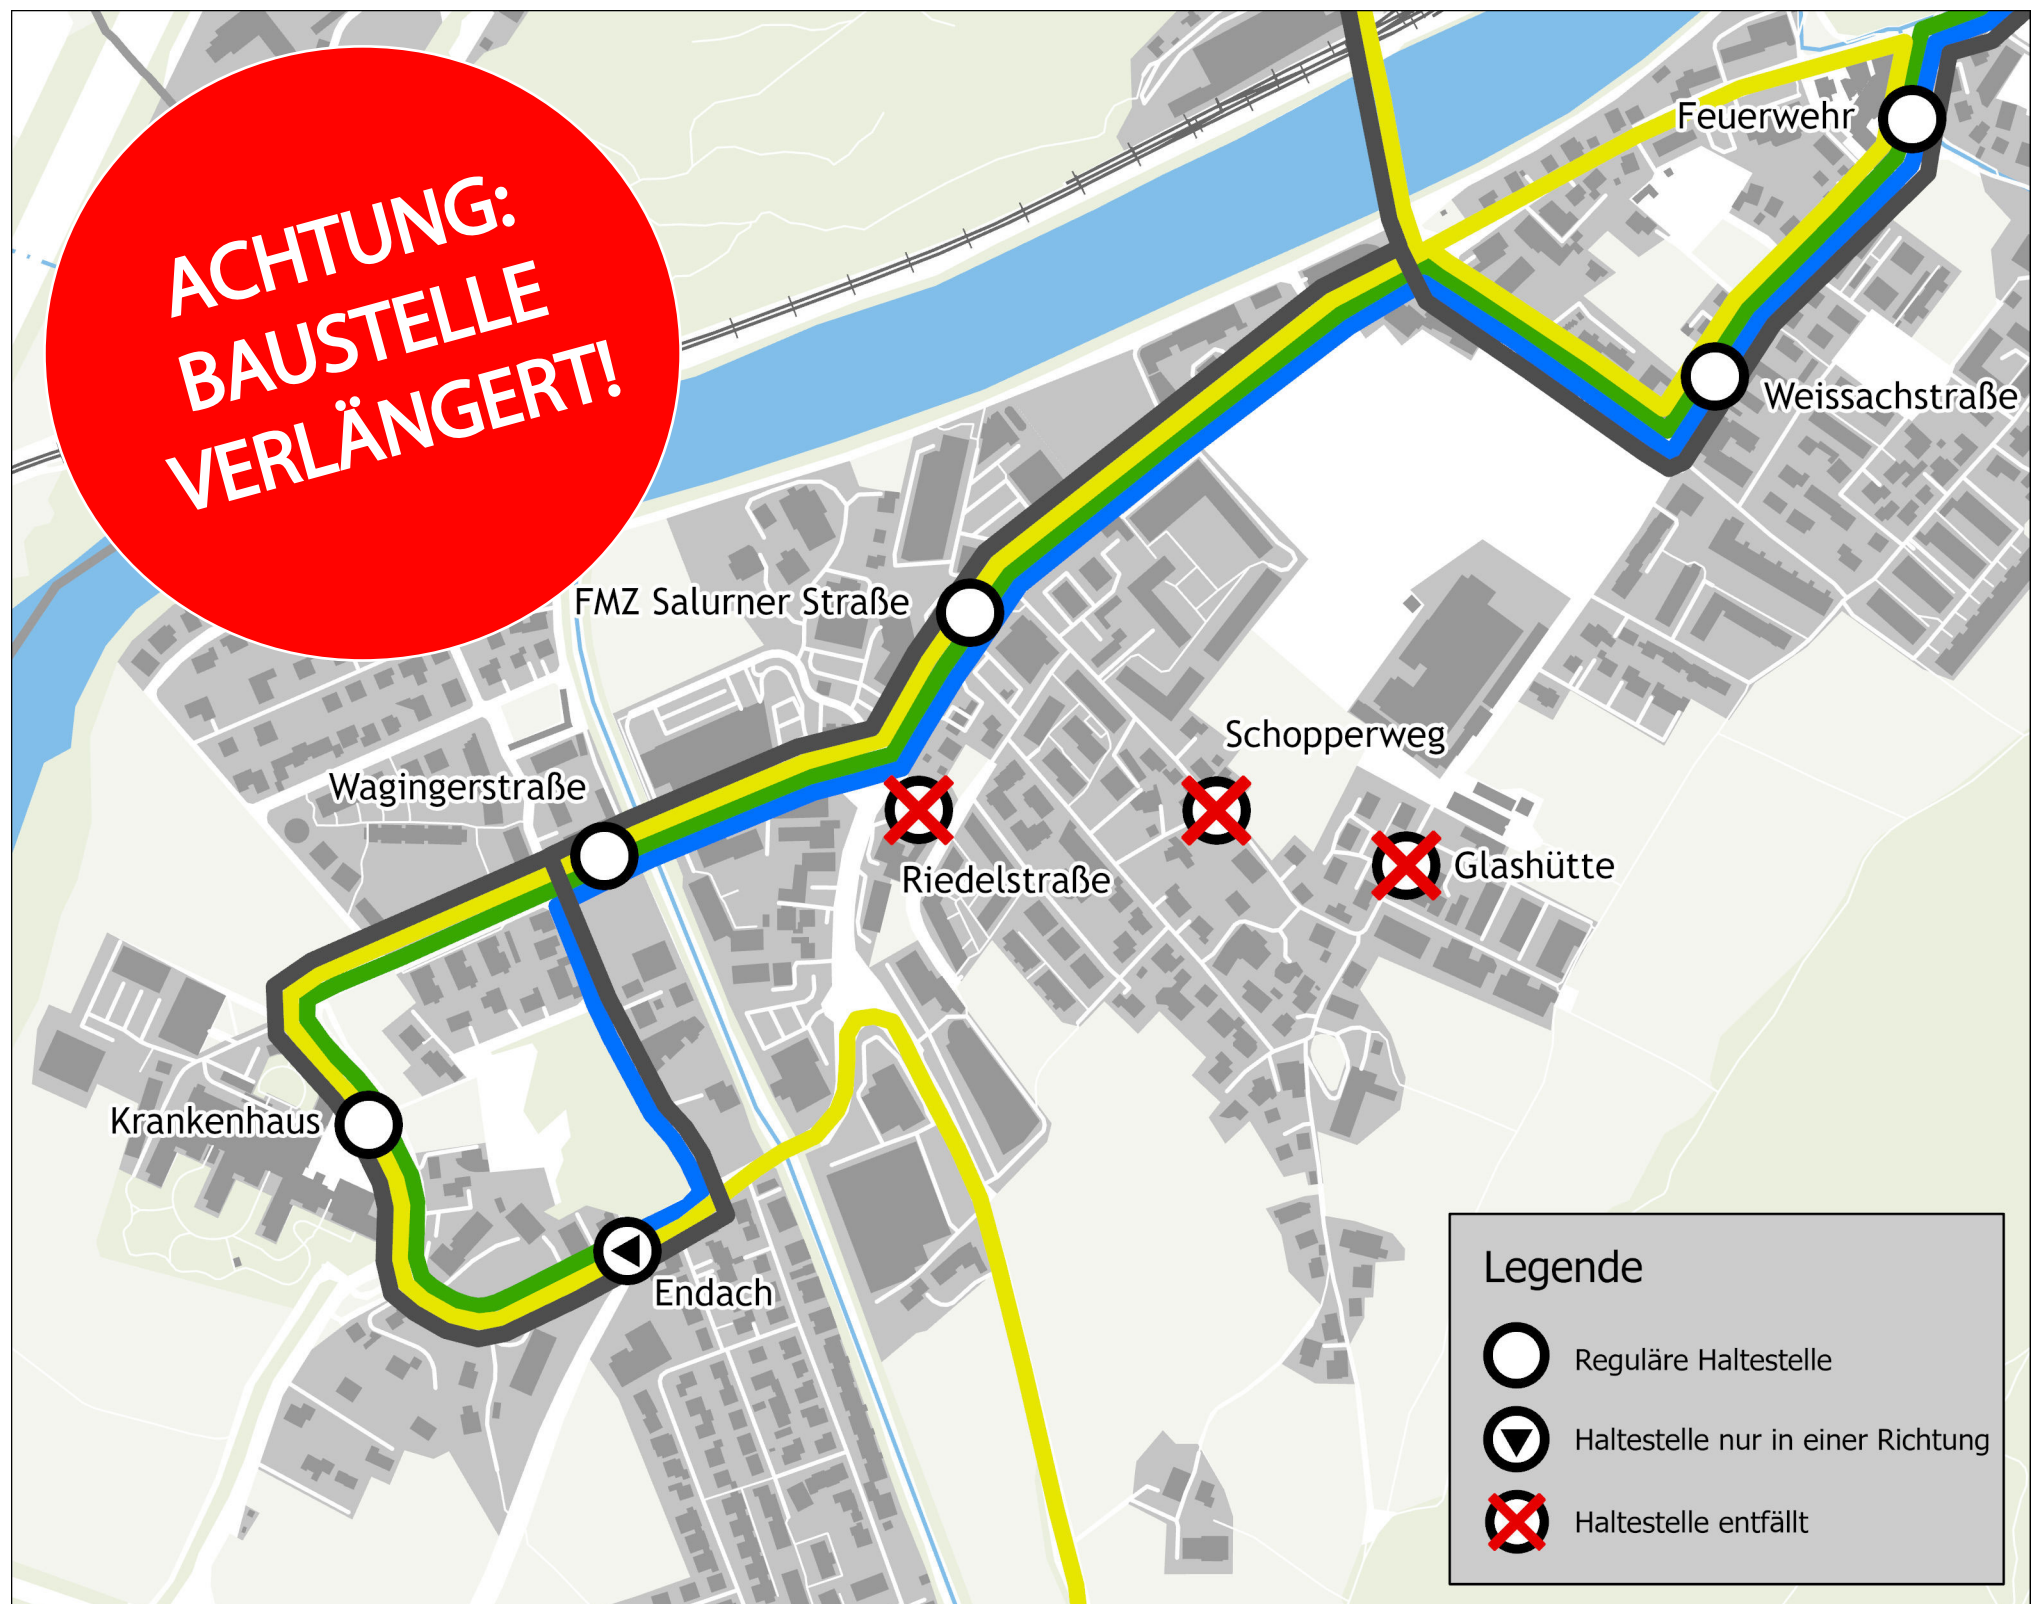 ACHTUNG:
BAUSTELLE
VERLÄNGERT!
Feuerwehr
Weissachstraße
FMZ Salurner Straße
Schopperweg
Wagingerstraße
Riedelstraße
Glashütte
Krankenhaus
Endach
Legende
Reguläre Haltestelle
Haltestelle nur in einer Richtung
Haltestelle entfällt